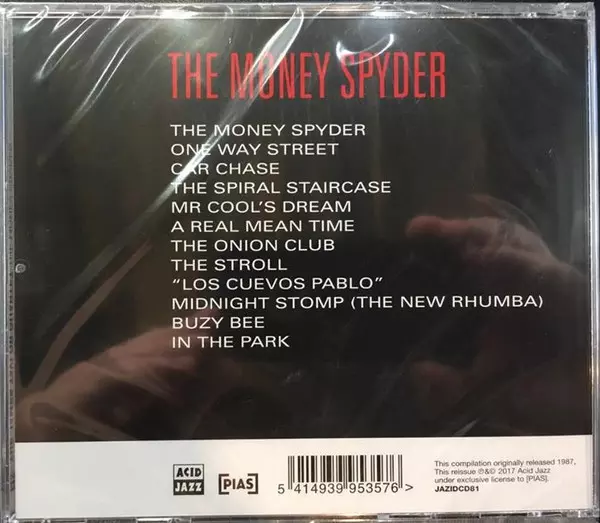 THE MONEY SPYDER
THE MONEY SPYDER
ONE WAY STREET
CAR CHASE
THE SPIRAL STAIRCASE
MR COOL'S DREAM
A REAL MEAN TIME
THE ONION CLUB
THE STROLL
"LOS CUEVOS PABLO"
MIDNIGHT STOMP (THE NEW RHUMBA)
BUZY BEE
IN THE PARK
ACID
JAZZ
[PIAS]
5 414939 953576 >
This compilation originally released 1987,
This reissue ℗&© 2017 Acid Jazz
under exclusive license to [PIAS].
JAZIDCD81